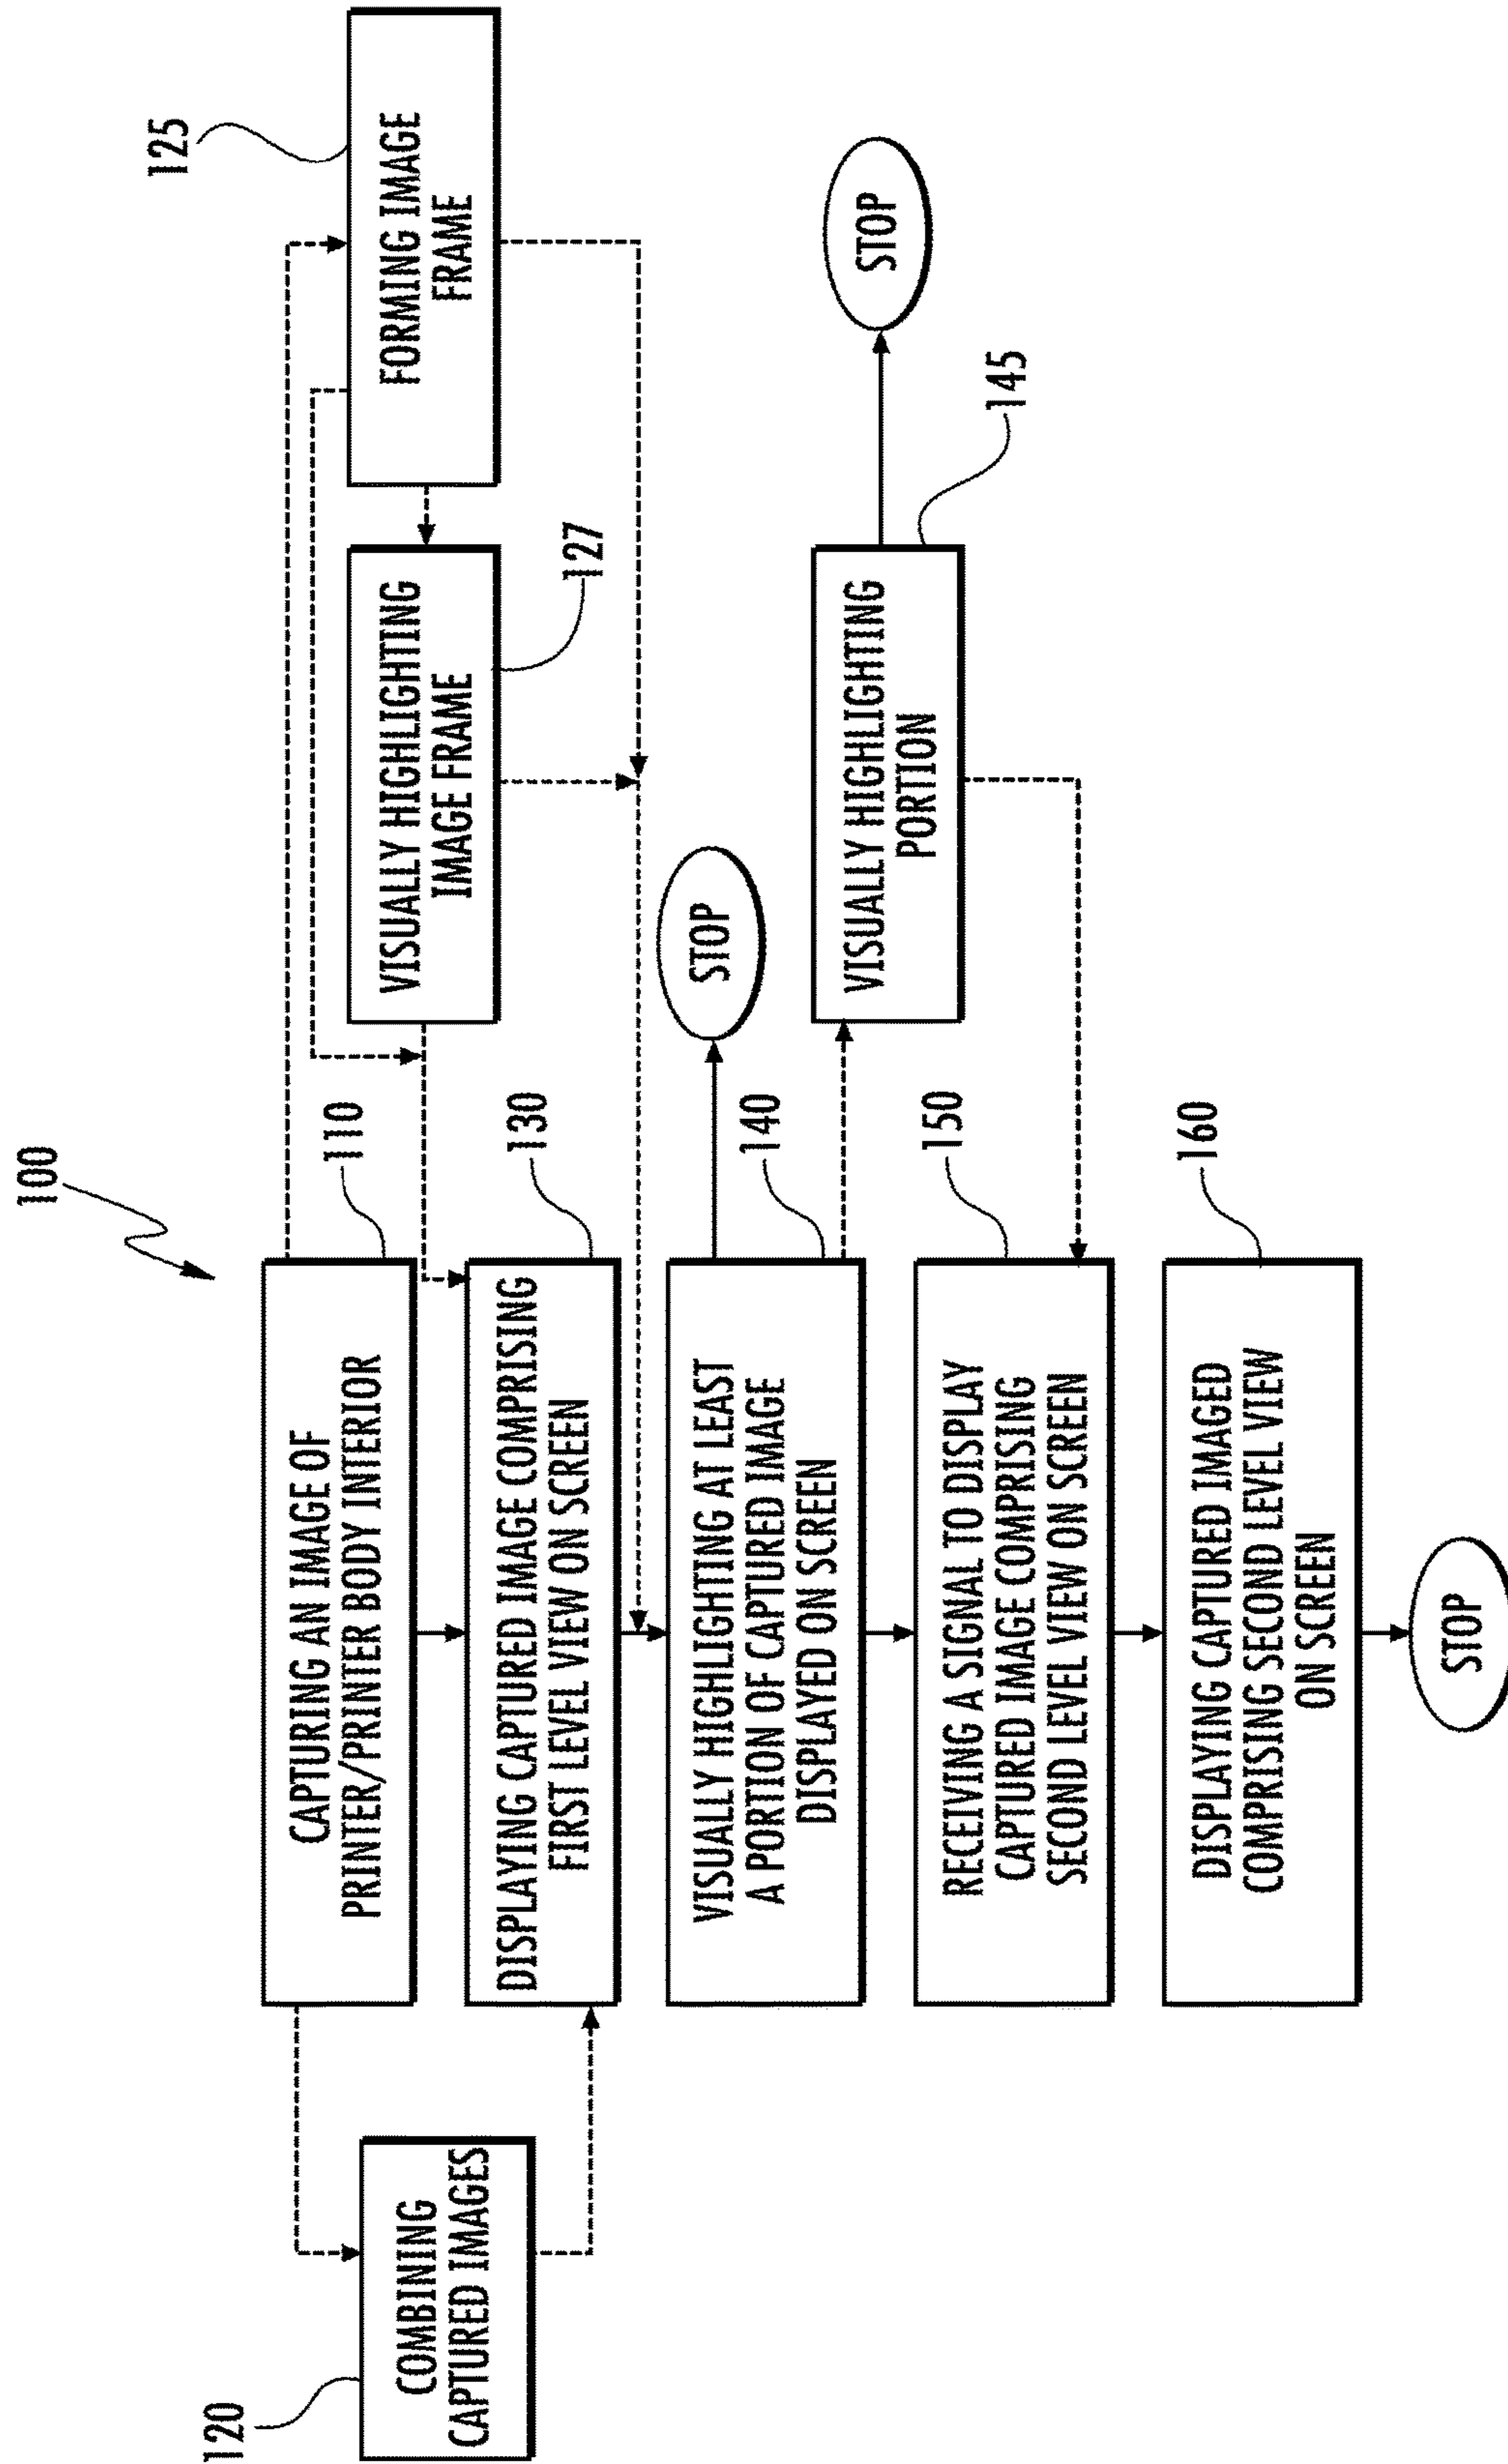 100
110
CAPTURING AN IMAGE OF
PRINTER/PRINTER BODY INTERIOR
120
COMBINING
CAPTURED IMAGES
125
FORMING IMAGE
FRAME
VISUALLY HIGHLIGHTING
IMAGE FRAME
127
130
DISPLAYING CAPTURED IMAGE COMPRISING
FIRST LEVEL VIEW ON SCREEN
STOP
140
VISUALLY HIGHLIGHTING AT LEAST
A PORTION OF CAPTURED IMAGE
DISPLAYED ON SCREEN
VISUALLY HIGHLIGHTING
PORTION
STOP
145
150
RECEIVING A SIGNAL TO DISPLAY
CAPTURED IMAGE COMPRISING
SECOND LEVEL VIEW ON SCREEN
160
DISPLAYING CAPTURED IMAGED
COMPRISING SECOND LEVEL VIEW
ON SCREEN
STOP